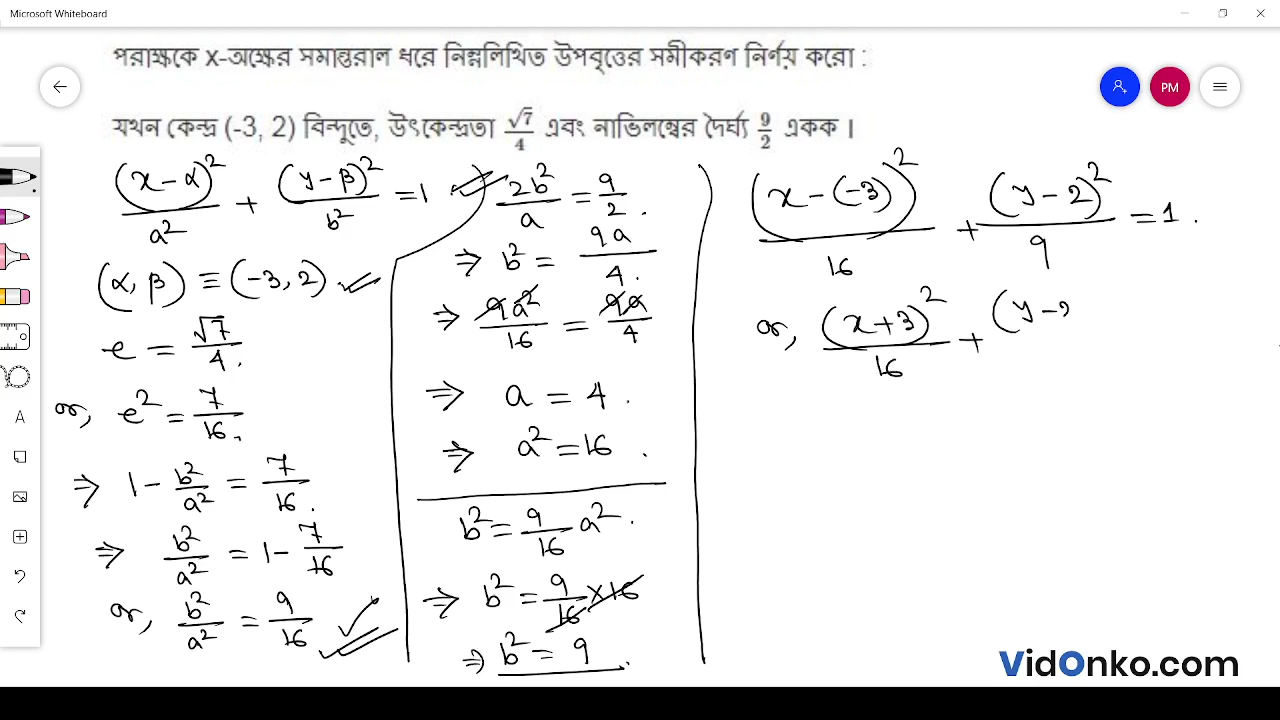 Microsoft Whiteboard
পরাক্ষকে x-অক্ষের সমান্তরাল ধরে নিম্নলিখিত উপবৃত্তের সমীকরণ নির্ণয় করো :
যখন কেন্দ্র (-3, 2) বিন্দুতে, উৎকেন্দ্রতা √7/4 এবং নাভিলম্বের দৈর্ঘ্য 9/2 একক।
PM
(x-α)²/a² + (y-β)²/b² = 1
(α, β) ≡ (-3, 2)
e = √7/4.
or, e² = 7/16.
⇒ 1 - b²/a² = 7/16.
⇒ b²/a² = 1 - 7/16
or, b²/a² = 9/16
2b²/a = 9/2.
⇒ b² = 9a/4.
⇒ 9a²/16 = 9a/4
⇒ a = 4.
⇒ a² = 16.
b² = 9/16 a².
⇒ b² = 9/16 × 16
⇒ b² = 9.
(x-(-3))²/16 + (y-2)²/9 = 1.
or, (x+3)²/16 + (y-
A
VidOnko.com